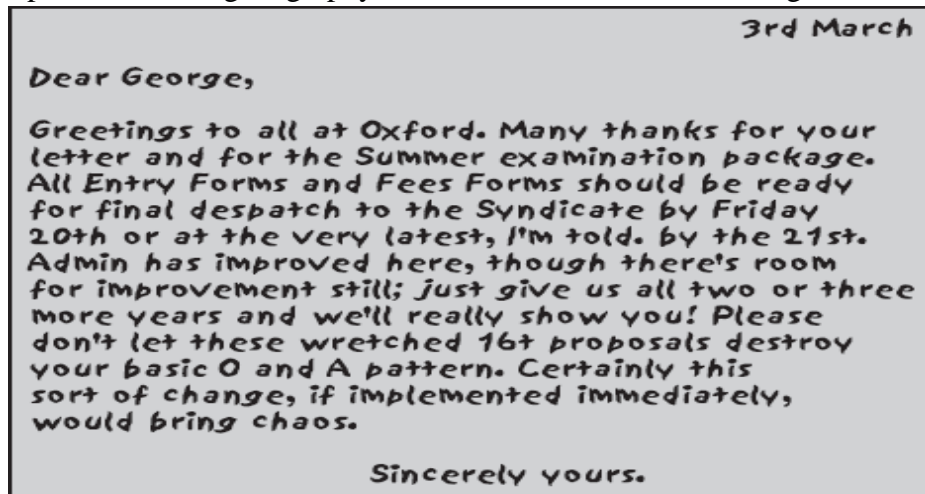 3rd March
Dear George,
Greetings to all at Oxford. Many thanks for your
letter and for the Summer examination package.
All Entry Forms and Fees Forms should be ready
for final despatch to the Syndicate by Friday
20th or at the very latest, I'm told. by the 21st.
Admin has improved here, though there's room
for improvement still; just give us all two or three
more years and we'll really show you! Please
don't let these wretched 16+ proposals destroy
your basic O and A pattern. Certainly this
sort of change, if implemented immediately,
would bring chaos.
Sincerely yours.